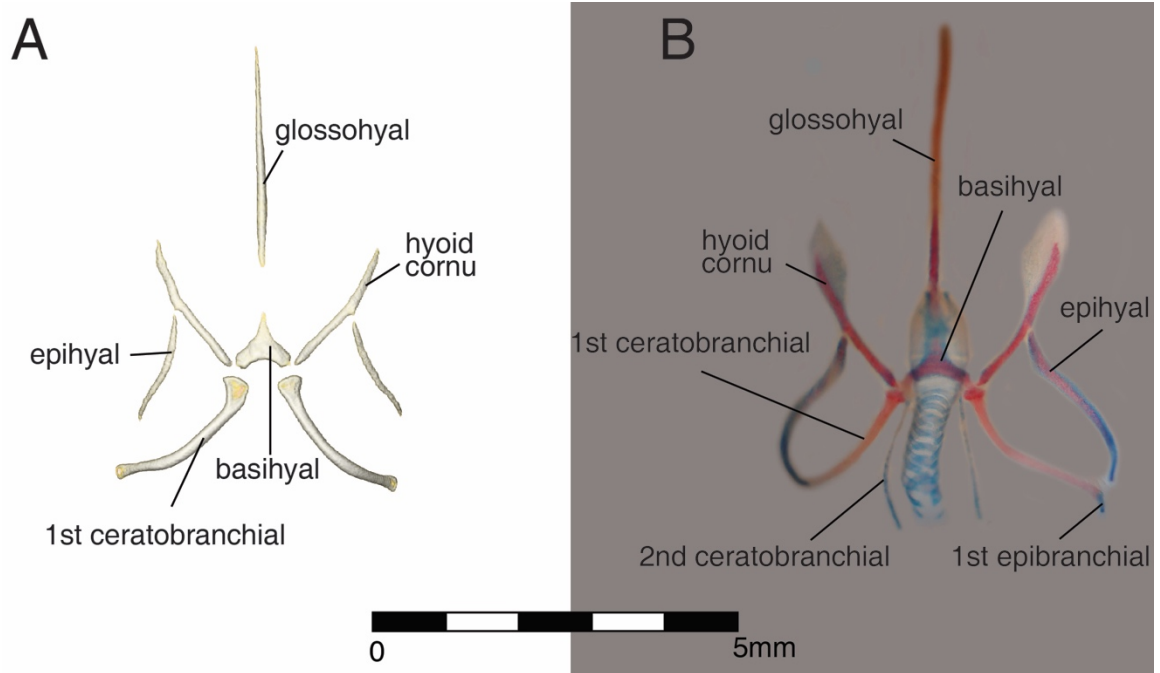 A
glossohyal
hyoid
cornu
epihyal
basihyal
1st ceratobranchial
B
glossohyal
basihyal
hyoid
cornu
epihyal
1st ceratobranchial
2nd ceratobranchial
1st epibranchial
0
5mm